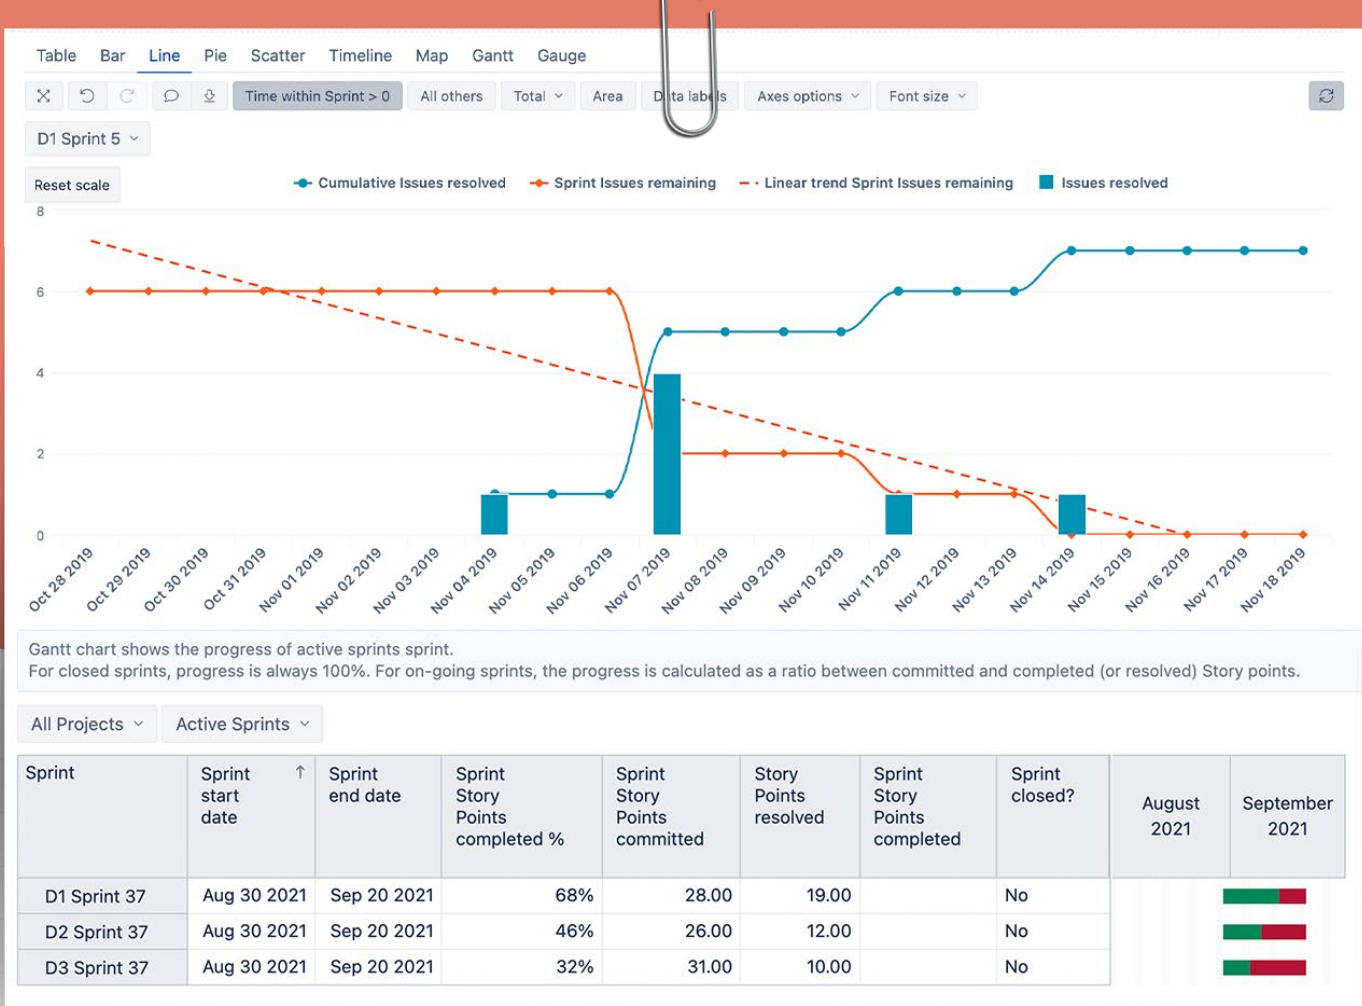 Table Bar Line Pie Scatter Timeline Map Gantt Gauge
Time within Sprint > 0 All others Total Area Data labels Axes options Font size
D1 Sprint 5
Reset scale
Cumulative Issues resolved Sprint Issues remaining Linear trend Sprint Issues remaining Issues resolved
8
6
4
2
0
Oct 28 2019 Oct 29 2019 Oct 30 2019 Oct 31 2019 Nov 01 2019 Nov 02 2019 Nov 03 2019 Nov 04 2019 Nov 05 2019 Nov 06 2019 Nov 07 2019 Nov 08 2019 Nov 09 2019 Nov 10 2019 Nov 11 2019 Nov 12 2019 Nov 13 2019 Nov 14 2019 Nov 15 2019 Nov 16 2019 Nov 17 2019 Nov 18 2019
Gantt chart shows the progress of active sprints sprint.
For closed sprints, progress is always 100%. For on-going sprints, the progress is calculated as a ratio between committed and completed (or resolved) Story points.
All Projects Active Sprints
Sprint
Sprint
start
date
Sprint
end date
Sprint
Story
Points
completed %
Sprint
Story
Points
committed
Story
Points
resolved
Sprint
Story
Points
completed
Sprint
closed?
August
2021
September
2021
D1 Sprint 37 Aug 30 2021 Sep 20 2021 68% 28.00 19.00 No
D2 Sprint 37 Aug 30 2021 Sep 20 2021 46% 26.00 12.00 No
D3 Sprint 37 Aug 30 2021 Sep 20 2021 32% 31.00 10.00 No